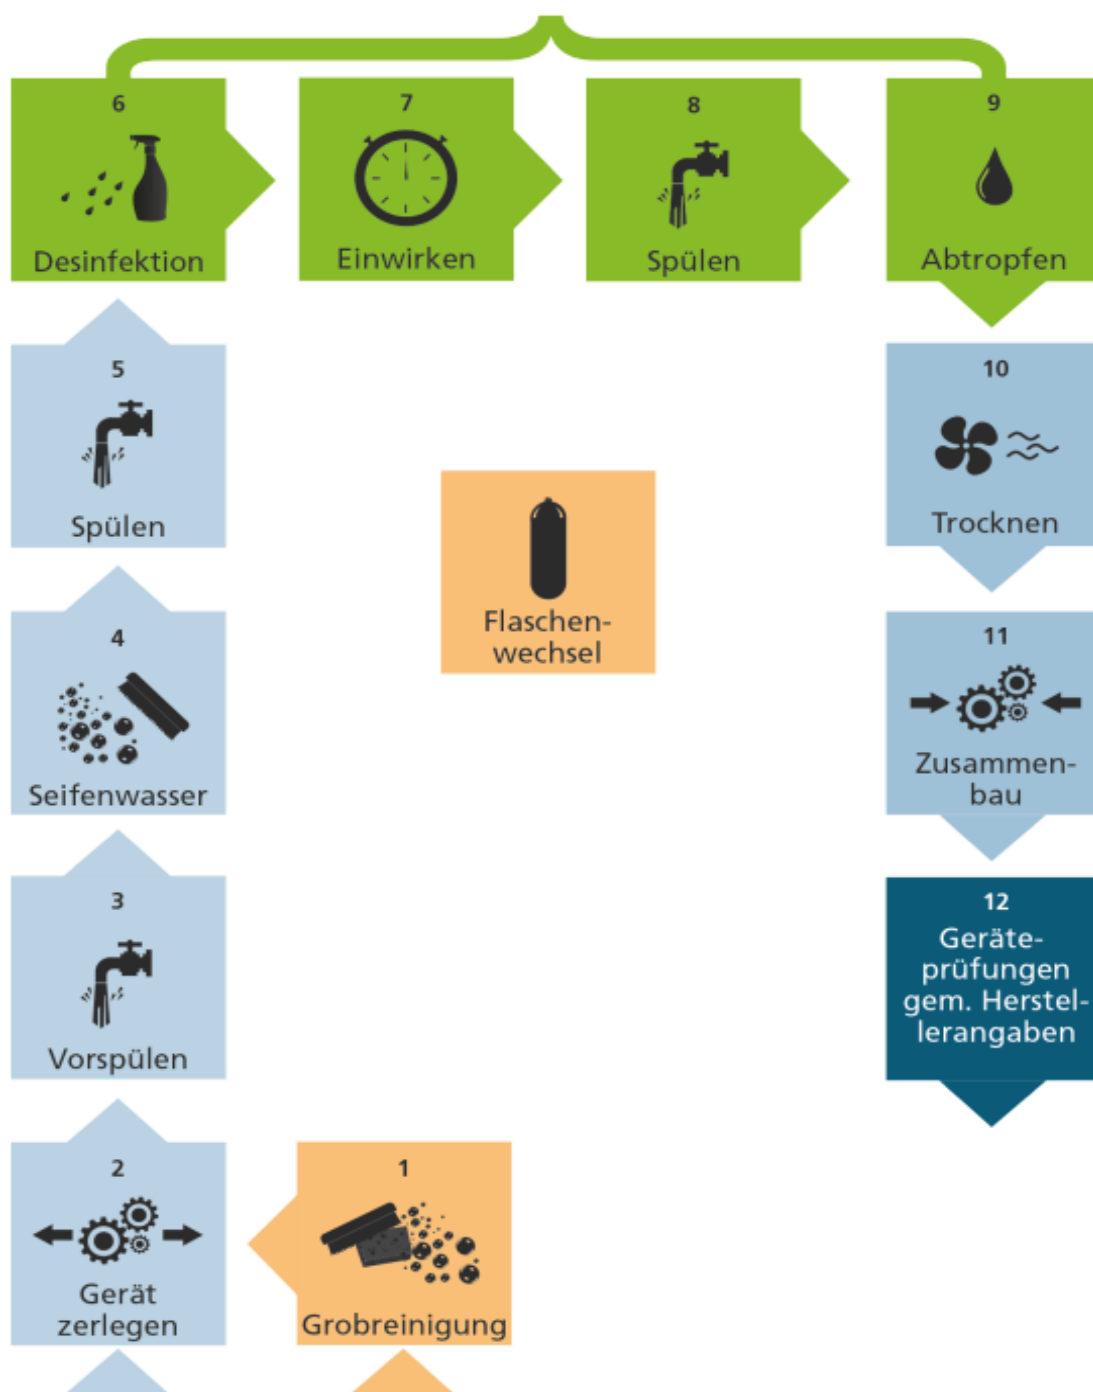 6
Desinfektion
7
Einwirken
8
Spülen
9
Abtropfen
5
Spülen
10
Trocknen
Flaschen-
wechsel
4
Seifenwasser
11
Zusammen-
bau
3
Vorspülen
12
Geräte-
prüfungen
gem. Herstel-
lerangaben
2
Gerät
zerlegen
1
Grobreinigung